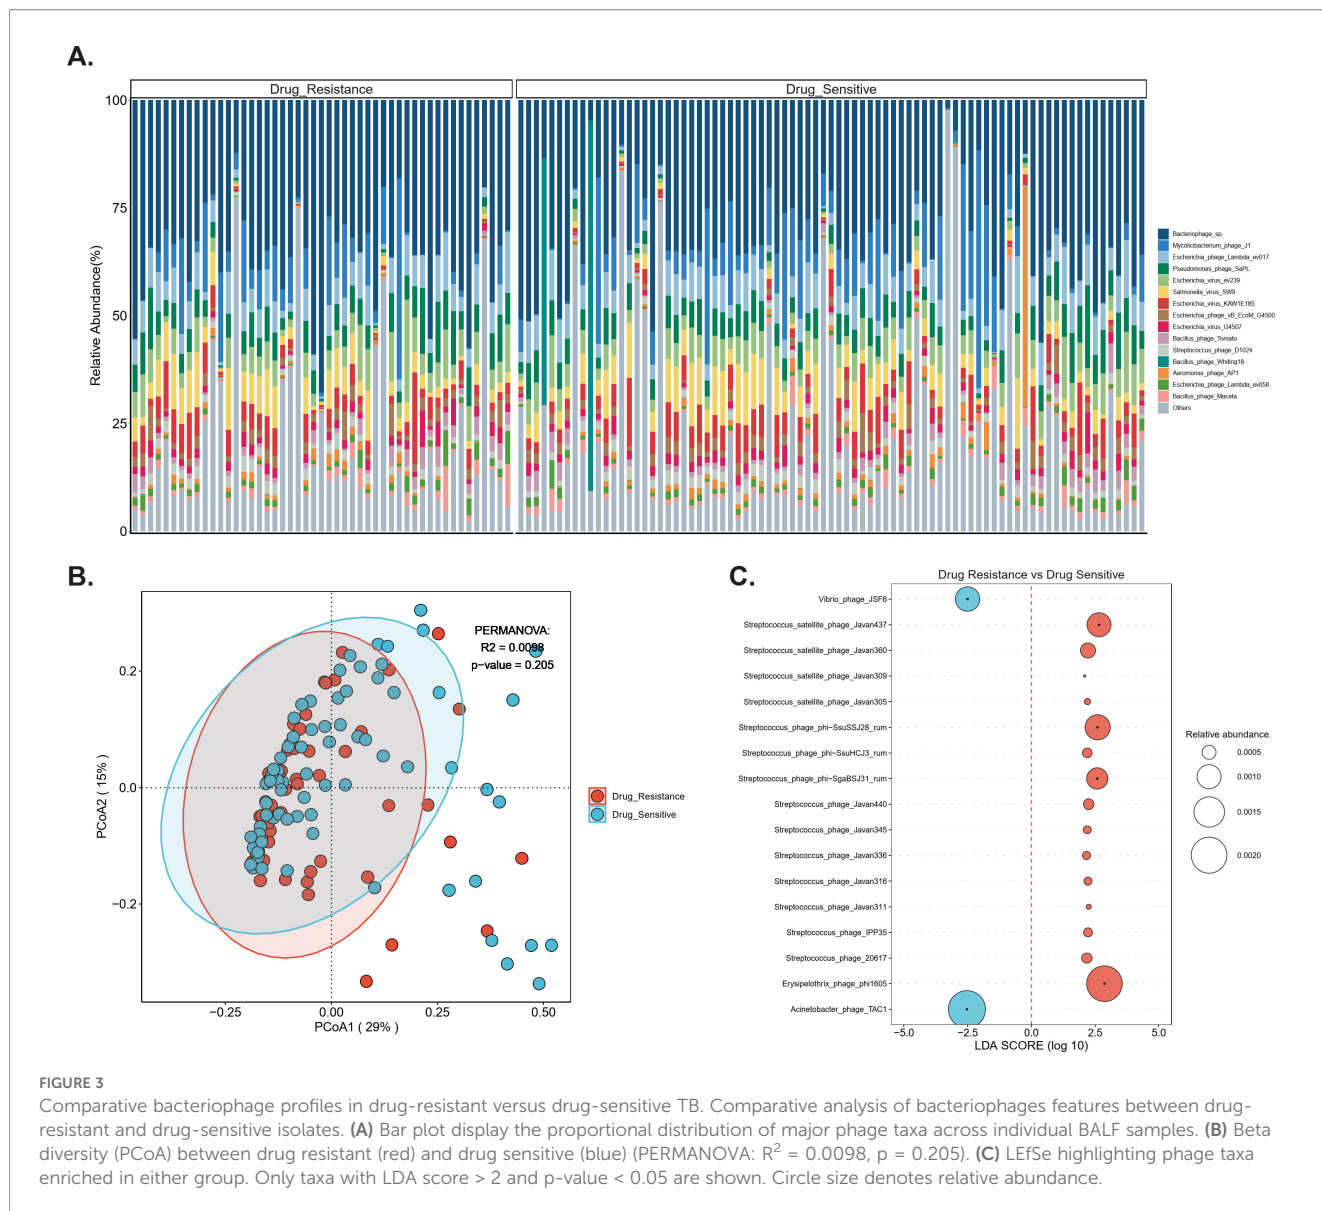 A.
Drug_Resistance
Drug_Sensitive
Relative Abundance(%)
100
75
50
25
0
Bacteriophage_sp.
Mycolicibacterium_phage_J1
Escherichia_phage_Lambda_ev017
Pseudomonas_phage_SaPL
Escherichia_virus_ev239
Salmonella_virus_SW9
Escherichia_virus_KAW1E185
Escherichia_phage_vB_EcoM_G4500
Escherichia_virus_G4507
Bacillus_phage_Tomato
Streptococcus_phage_D1024
Bacillus_phage_Whiting18
Aeromonas_phage_AP1
Escherichia_phage_Lambda_ev058
Bacillus_phage_Maceta
Others
B.
PERMANOVA:
R2 = 0.0098
p-value = 0.205
PCoA2 ( 15% )
0.2
0.0
−0.2
−0.25
0.00
0.25
0.50
PCoA1 ( 29% )
Drug_Resistance
Drug_Sensitive
C.
Drug Resistance vs Drug Sensitive
Vibrio_phage_JSF6
Streptococcus_satellite_phage_Javan437
Streptococcus_satellite_phage_Javan360
Streptococcus_satellite_phage_Javan309
Streptococcus_satellite_phage_Javan305
Streptococcus_phage_phi-SsuSSJ28_rum
Streptococcus_phage_phi-SsuHCJ3_rum
Streptococcus_phage_phi-SgaBSJ31_rum
Streptococcus_phage_Javan440
Streptococcus_phage_Javan345
Streptococcus_phage_Javan336
Streptococcus_phage_Javan316
Streptococcus_phage_Javan311
Streptococcus_phage_IPP35
Streptococcus_phage_20617
Erysipelothrix_phage_phi1605
Acinetobacter_phage_TAC1
−5.0
−2.5
0.0
2.5
5.0
LDA SCORE (log 10)
Relative abundance
0.0005
0.0010
0.0015
0.0020
FIGURE 3
Comparative bacteriophage profiles in drug-resistant versus drug-sensitive TB. Comparative analysis of bacteriophages features between drug-
resistant and drug-sensitive isolates. (A) Bar plot display the proportional distribution of major phage taxa across individual BALF samples. (B) Beta
diversity (PCoA) between drug resistant (red) and drug sensitive (blue) (PERMANOVA: R² = 0.0098, p = 0.205). (C) LEfSe highlighting phage taxa
enriched in either group. Only taxa with LDA score > 2 and p-value < 0.05 are shown. Circle size denotes relative abundance.